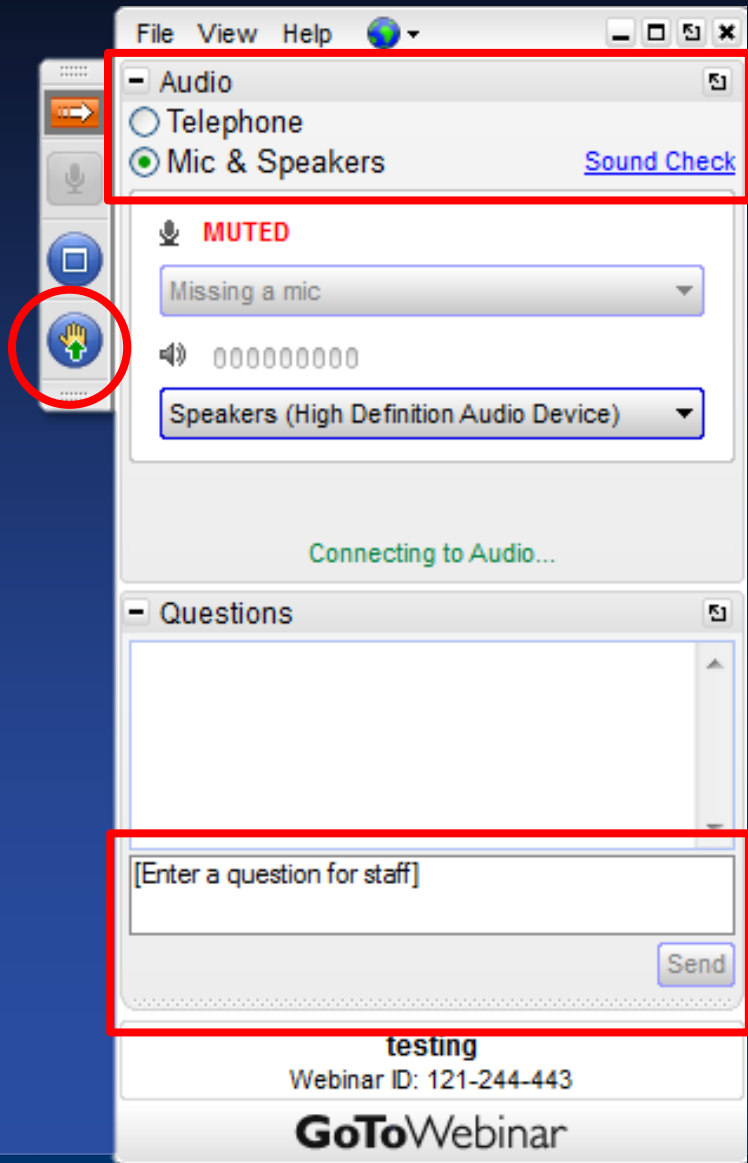 File View Help
Audio
Telephone
Mic & Speakers Sound Check
MUTED
Missing a mic
000000000
Speakers (High Definition Audio Device)
Connecting to Audio...
Questions
[Enter a question for staff]
Send
testing
Webinar ID: 121-244-443
GoToWebinar